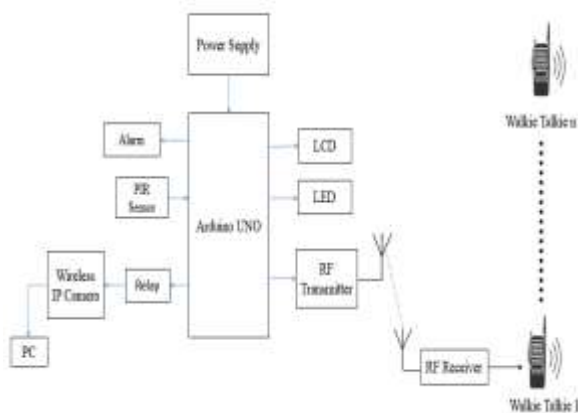 Power Supply
Alarm
LCD
PIR
Sensor
LED
Arduino UNO
Wireless
IP Camera
Relay
RF
Transmitter
PC
RF Receiver
Walkie Talkie n
Walkie Talkie 1